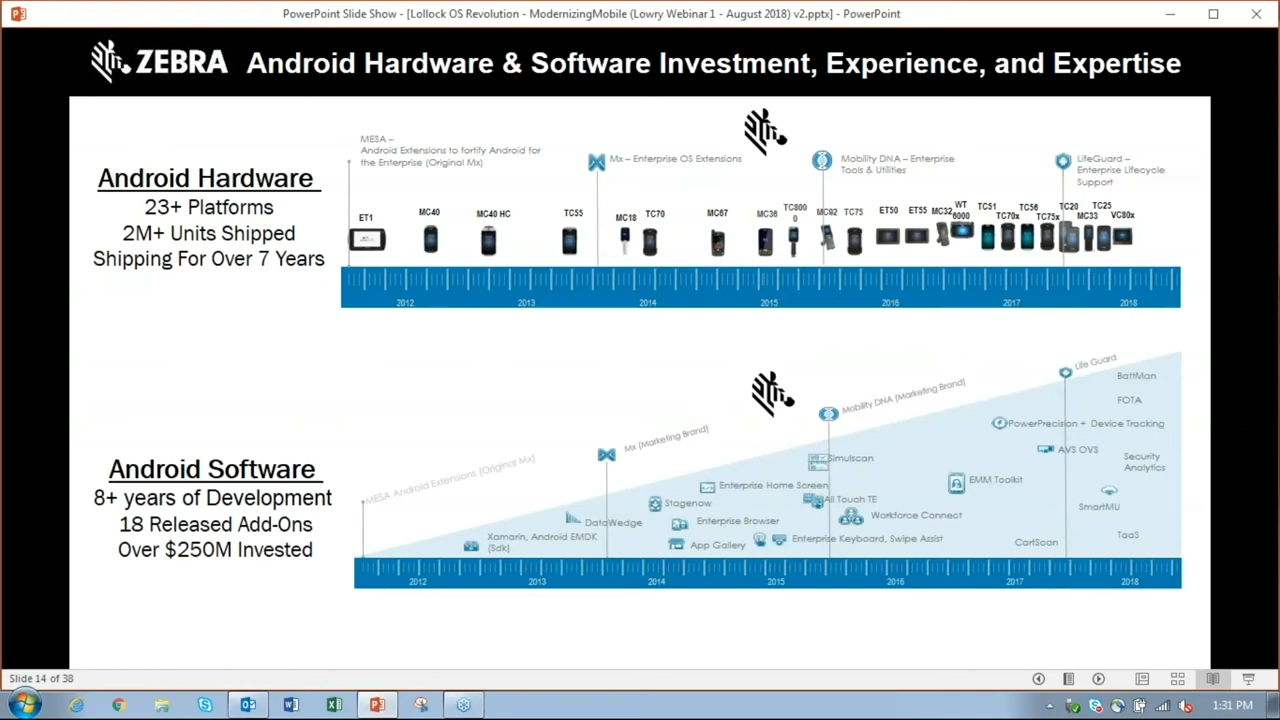 PowerPoint Slide Show - [Lollock OS Revolution - ModernizingMobile (Lowry Webinar 1 - August 2018) v2.pptx] - PowerPoint
ZEBRA Android Hardware & Software Investment, Experience, and Expertise
Android Hardware
23+ Platforms
2M+ Units Shipped
Shipping For Over 7 Years
MESA –
Android Extensions to fortify Android for
the Enterprise (Original Mx)
Mx – Enterprise OS Extensions
Mobility DNA – Enterprise
Tools & Utilities
LifeGuard –
Enterprise Lifecycle
Support
ET1
MC40
MC40 HC
TC55
MC18
TC70
MC67
MC36
TC800
0
MC92
TC75
ET50
ET55
MC32
WT
6000
TC51
TC70x
TC56
TC75x
TC20
MC33
TC25
VC80x
2012
2013
2014
2015
2016
2017
2018
Android Software
8+ years of Development
18 Released Add-Ons
Over $250M Invested
MESA Android Extensions (Original Mx)
Mx (Marketing Brand)
Mobility DNA (Marketing Brand)
Life Guard
BattMan
FOTA
PowerPrecision + Device Tracking
AVS OVS
Security
Analytics
Simulscan
EMM Toolkit
Enterprise Home Screen
All Touch TE
SmartMU
Stagenow
Workforce Connect
DataWedge
Enterprise Browser
TaaS
Xamarin, Android EMDK
(Sdk)
App Gallery
Enterprise Keyboard, Swipe Assist
CartScan
2012
2013
2014
2015
2016
2017
2018
Slide 14 of 38
1:31 PM